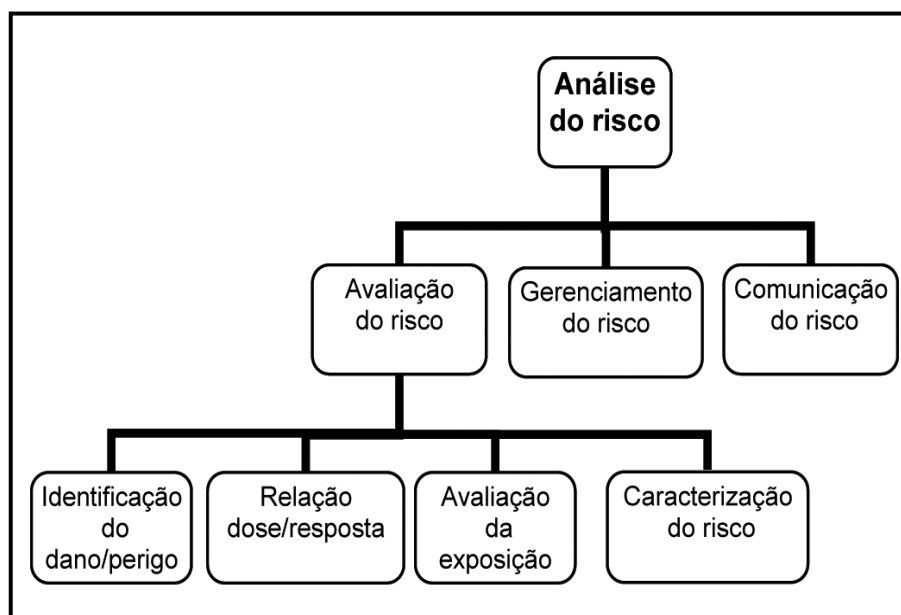 Análise
do risco
Avaliação
do risco
Gerenciamento
do risco
Comunicação
do risco
Identificação
do
dano/perigo
Relação
dose/resposta
Avaliação
da
exposição
Caracterização
do risco